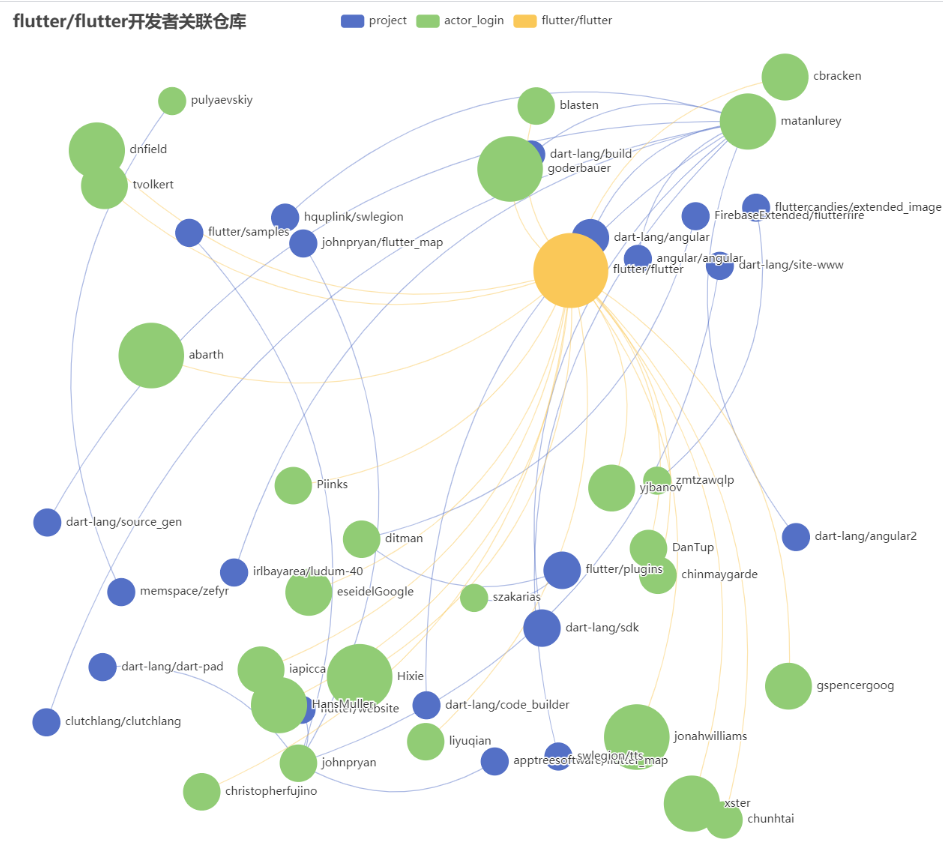 flutter/flutter开发者关联仓库
project
actor_login
flutter/flutter
cbracken
pulyaevskiy
blasten
matanlurey
dnfield
dart-lang/build
goderbauer
tvolkert
fluttercandies/extended_image
hquplink/swlegion
FirebaseExtended/flutterfire
flutter/samples
johnpryan/flutter_map
dart-lang/angular
angular/angular
dart-lang/site-www
flutter/flutter
abarth
Piinks
zmtzawqlp
yjbanov
dart-lang/source_gen
ditman
dart-lang/angular2
DanTup
irlbayarea/ludum-40
flutter/plugins
chinmaygarde
memspace/zefyr
eseidelGoogle
szakarias
dart-lang/sdk
dart-lang/dart-pad
iapicca
Hixie
gspencergoog
HansMuller
flutter/website
dart-lang/code_builder
clutchlang/clutchlang
jonahwilliams
liyuqian
swlegion/tts
johnpryan
apptreesoftware/flutter_map
christopherfujino
xster
chunhtai